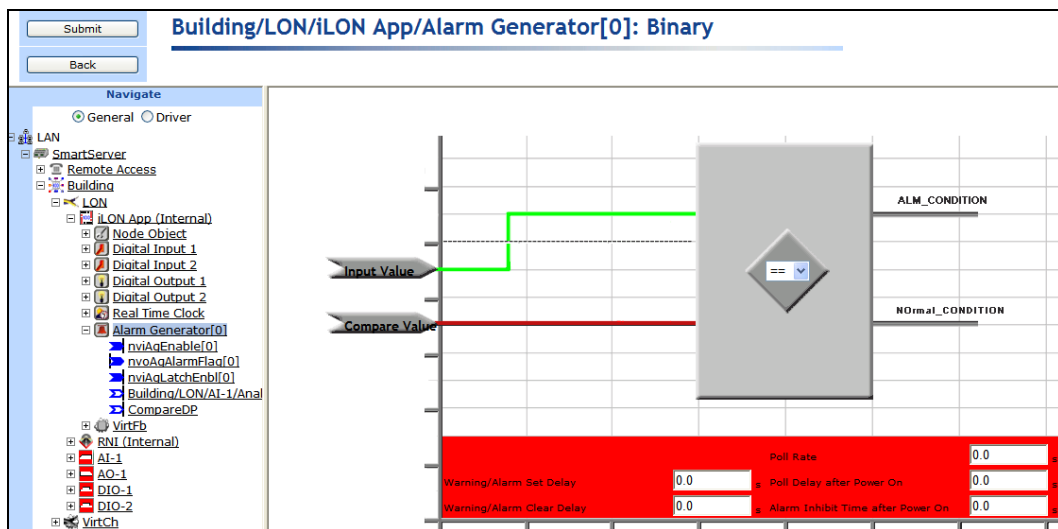 Submit
Back
Building/LON/iLON App/Alarm Generator[0]: Binary
Navigate
General Driver
LAN
SmartServer
Remote Access
Building
LON
iLON App (Internal)
Node Object
Digital Input 1
Digital Input 2
Digital Output 1
Digital Output 2
Real Time Clock
Alarm Generator[0]
nviAgEnable[0]
nvoAgAlarmFlag[0]
nviAgLatchEnbl[0]
Building/LON/AI-1/Anal
CompareDP
VirtFb
RNI (Internal)
AI-1
AO-1
DIO-1
DIO-2
VirtCh
ALM_CONDITION
Input Value
==
Compare Value
NOrmal_CONDITION
Poll Rate 0.0 s
Warning/Alarm Set Delay 0.0 s Poll Delay after Power On 0.0 s
Warning/Alarm Clear Delay 0.0 s Alarm Inhibit Time after Power On 0.0 s